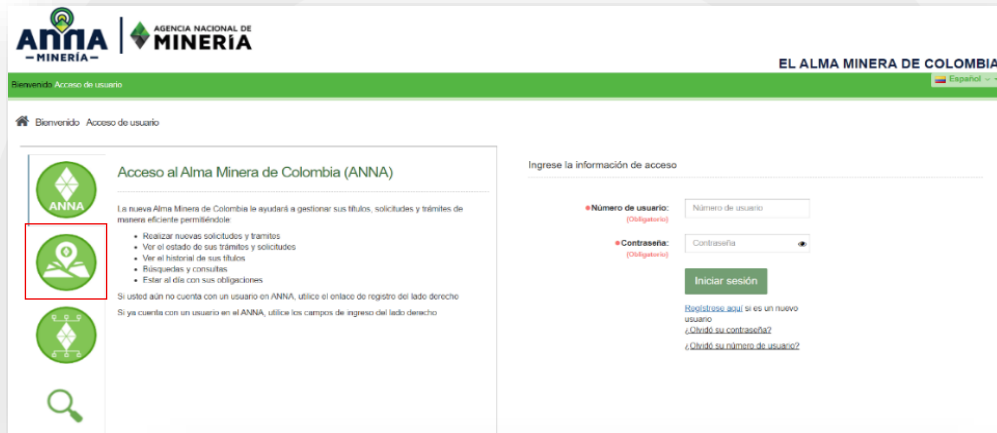 ANNA
–MINERÍA–
AGENCIA NACIONAL DE
MINERÍA
EL ALMA MINERA DE COLOMBIA
Bienvenido Acceso de usuario
Español
Bienvenido Acceso de usuario
ANNA
Acceso al Alma Minera de Colombia (ANNA)
La nueva Alma Minera de Colombia le ayudará a gestionar sus títulos, solicitudes y trámites de
manera eficiente permitiéndole:
• Realizar nuevas solicitudes y tramites
• Ver el estado de sus trámites y solicitudes
• Ver el historial de sus títulos
• Búsquedas y consultas
• Estar al día con sus obligaciones
Si usted aún no cuenta con un usuario en ANNA, utilice el enlace de registro del lado derecho
Si ya cuenta con un usuario en el ANNA, utilice los campos de ingreso del lado derecho
Ingrese la información de acceso
*Número de usuario:
(Obligatorio)
Número de usuario
*Contraseña:
(Obligatorio)
Contraseña
Iniciar sesión
Regístrese aquí si es un nuevo
usuario
¿Olvidó su contraseña?
¿Olvidó su número de usuario?